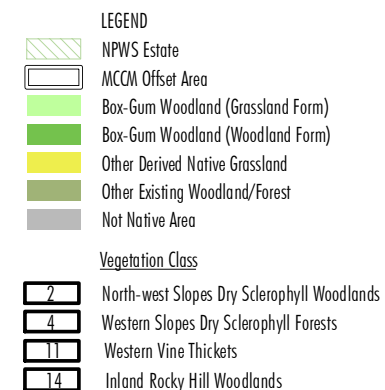 LEGEND
NPWS Estate
MCCM Offset Area
Box-Gum Woodland (Grassland Form)
Box-Gum Woodland (Woodland Form)
Other Derived Native Grassland
Other Existing Woodland/Forest
Not Native Area
Vegetation Class
2 North-west Slopes Dry Sclerophyll Woodlands
4 Western Slopes Dry Sclerophyll Forests
11 Western Vine Thickets
14 Inland Rocky Hill Woodlands